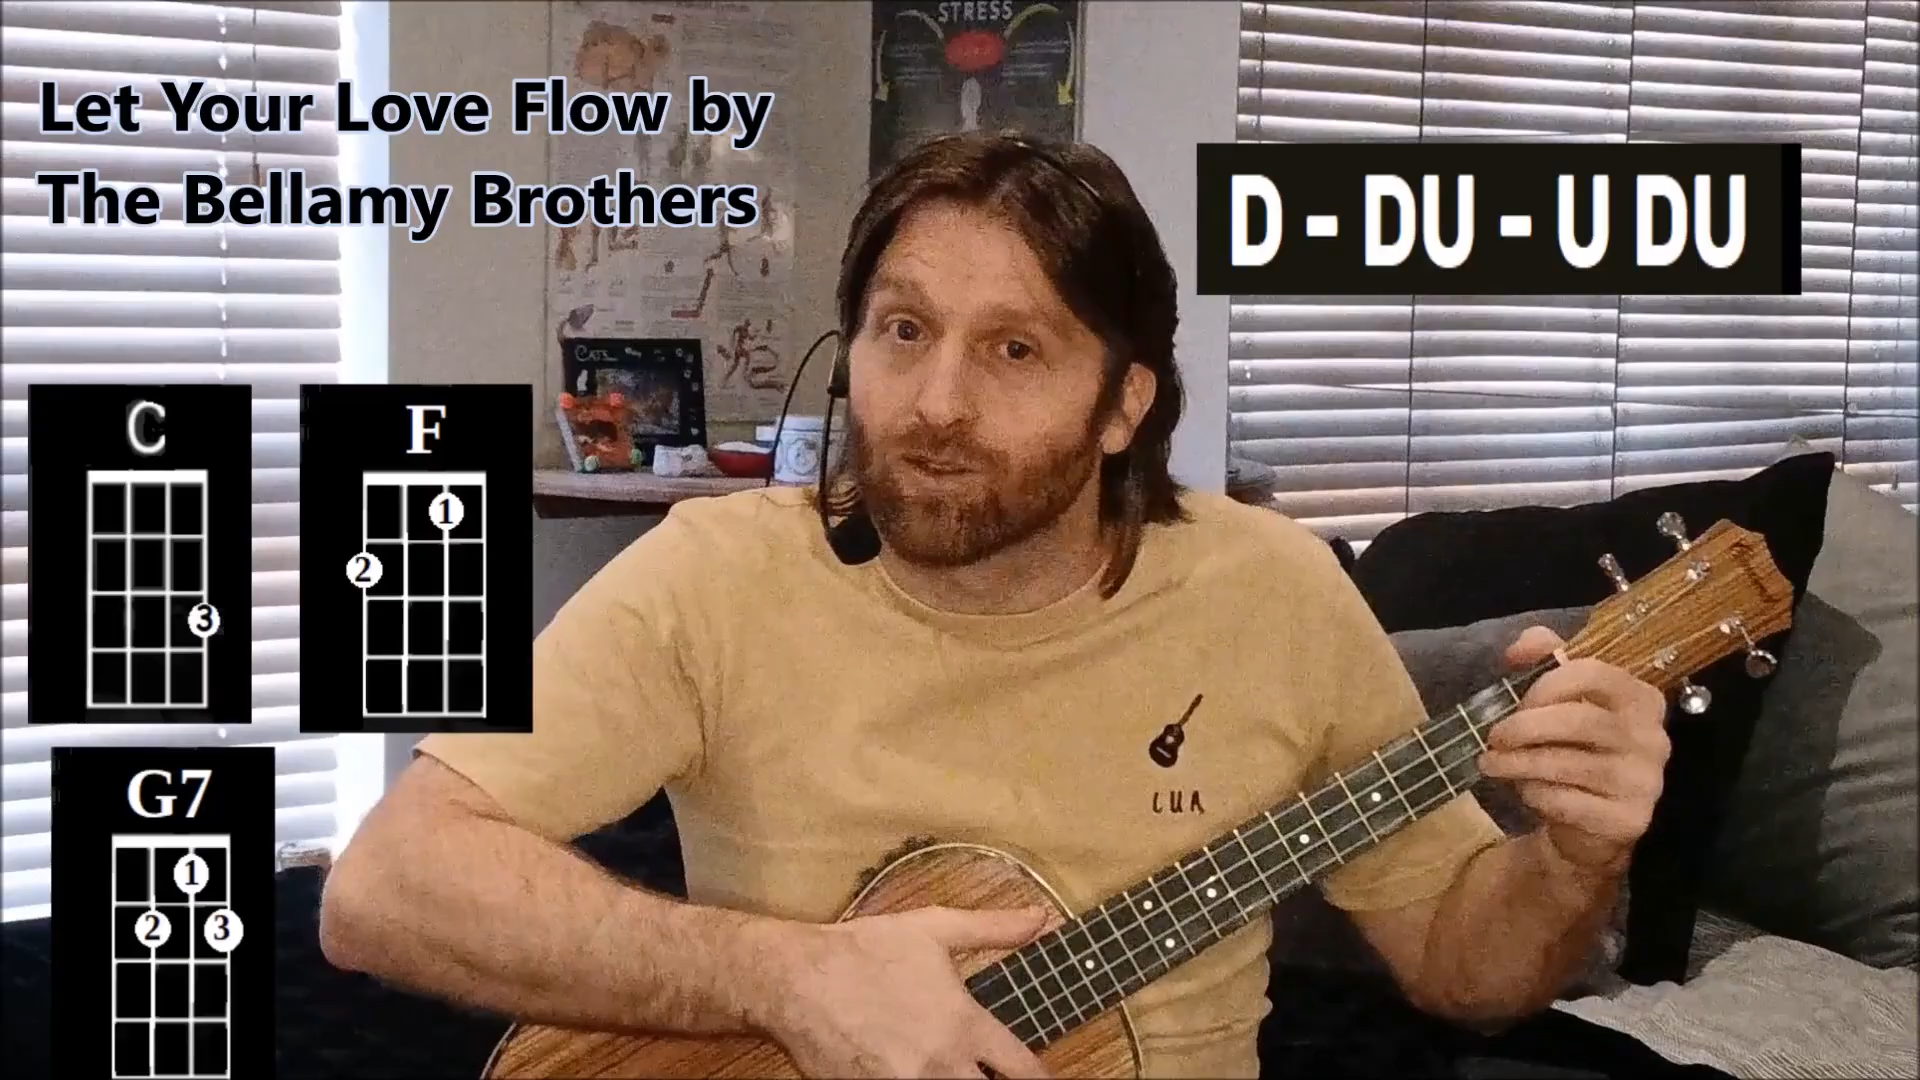 STRESS
Let Your Love Flow by
The Bellamy Brothers
D - DU - U DU
C
3
F
1
2
G7
1
2 3
LUA